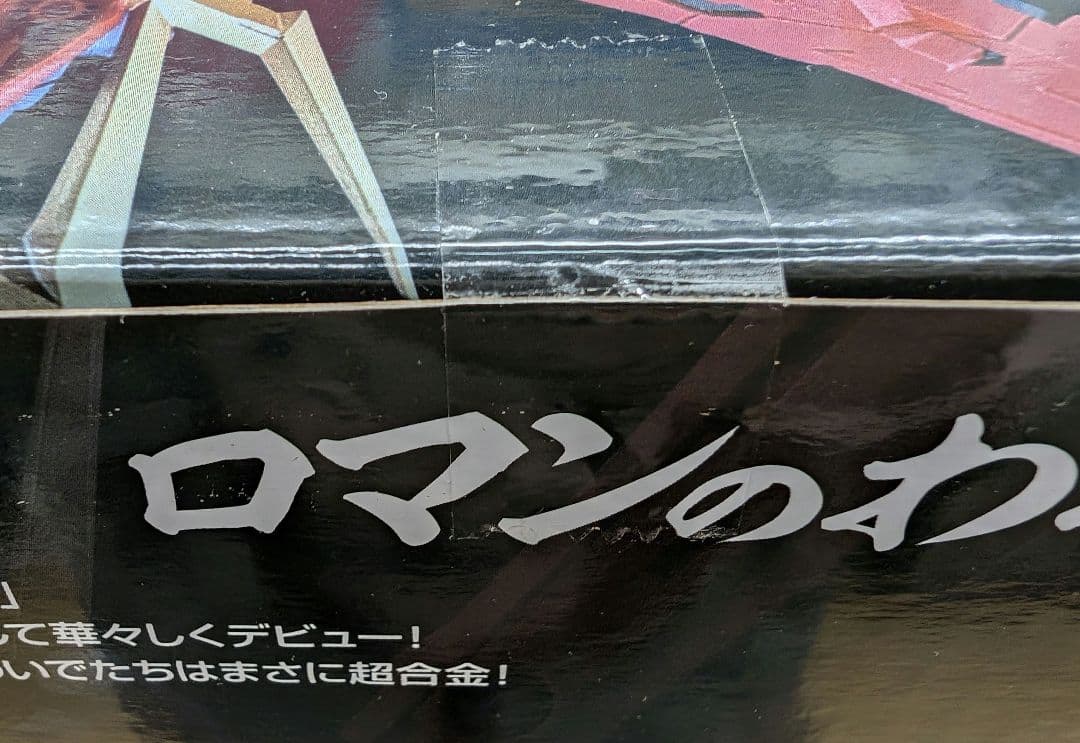 ロマンのわ
」
して華々しくデビュー!
いでたちはまさに超合金!